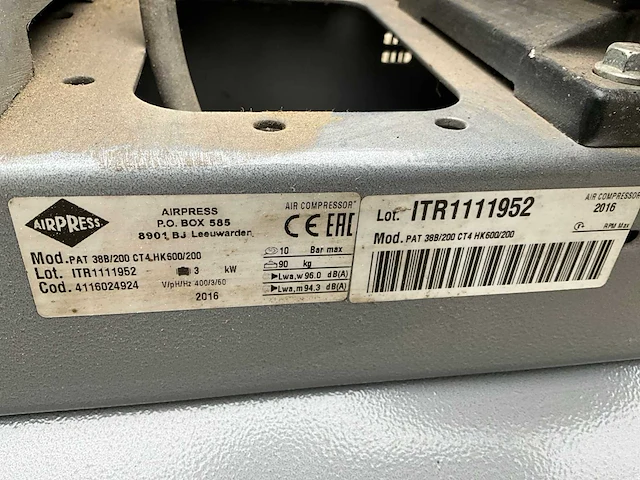 AIRPRESS
AIRPRESS
P.O. BOX 585
8901 BJ Leeuwarden
AIR COMPRESSOR
CE EAC
Mod. PAT 38B/200 CT4,HK600/200
Lot. ITR1111952
3 kW
Cod. 4116024924
V/pH/Hz 400/3/50
2016
10 Bar max
90 kg
Lwa,w 96.0 dB(A)
Lwa,m 94.3 dB(A)
Lot. ITR1111952
AIR COMPRESSOR
2016
Mod. PAT 38B/200 CT4 HK600/200
RPM Max